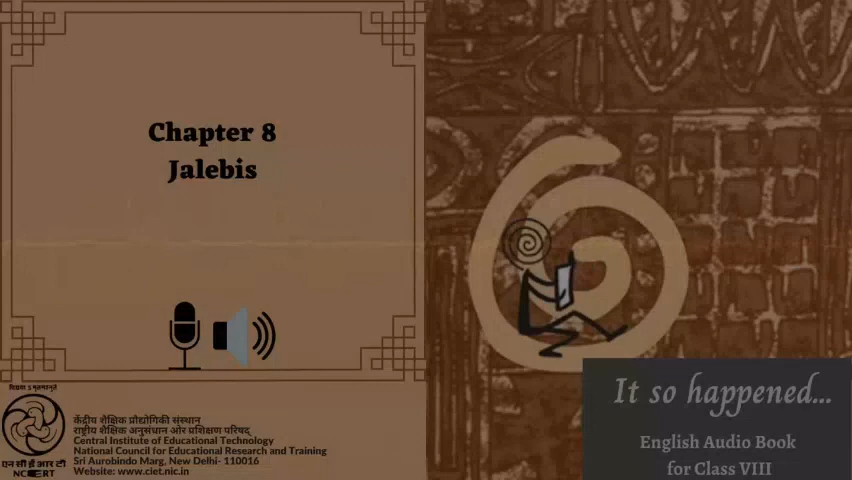 Chapter 8
Jalebis
विद्यया ऽ मृतमश्नुते
एन सी ई आर टी
NCERT
केंद्रीय शैक्षिक प्रौद्योगिकी संस्थान
राष्ट्रीय शैक्षिक अनुसंधान और प्रशिक्षण परिषद्
Central Institute of Educational Technology
National Council for Educational Research and Training
Sri Aurobindo Marg, New Delhi- 110016
Website: www.ciet.nic.in
It so happened...
English Audio Book
for Class VIII